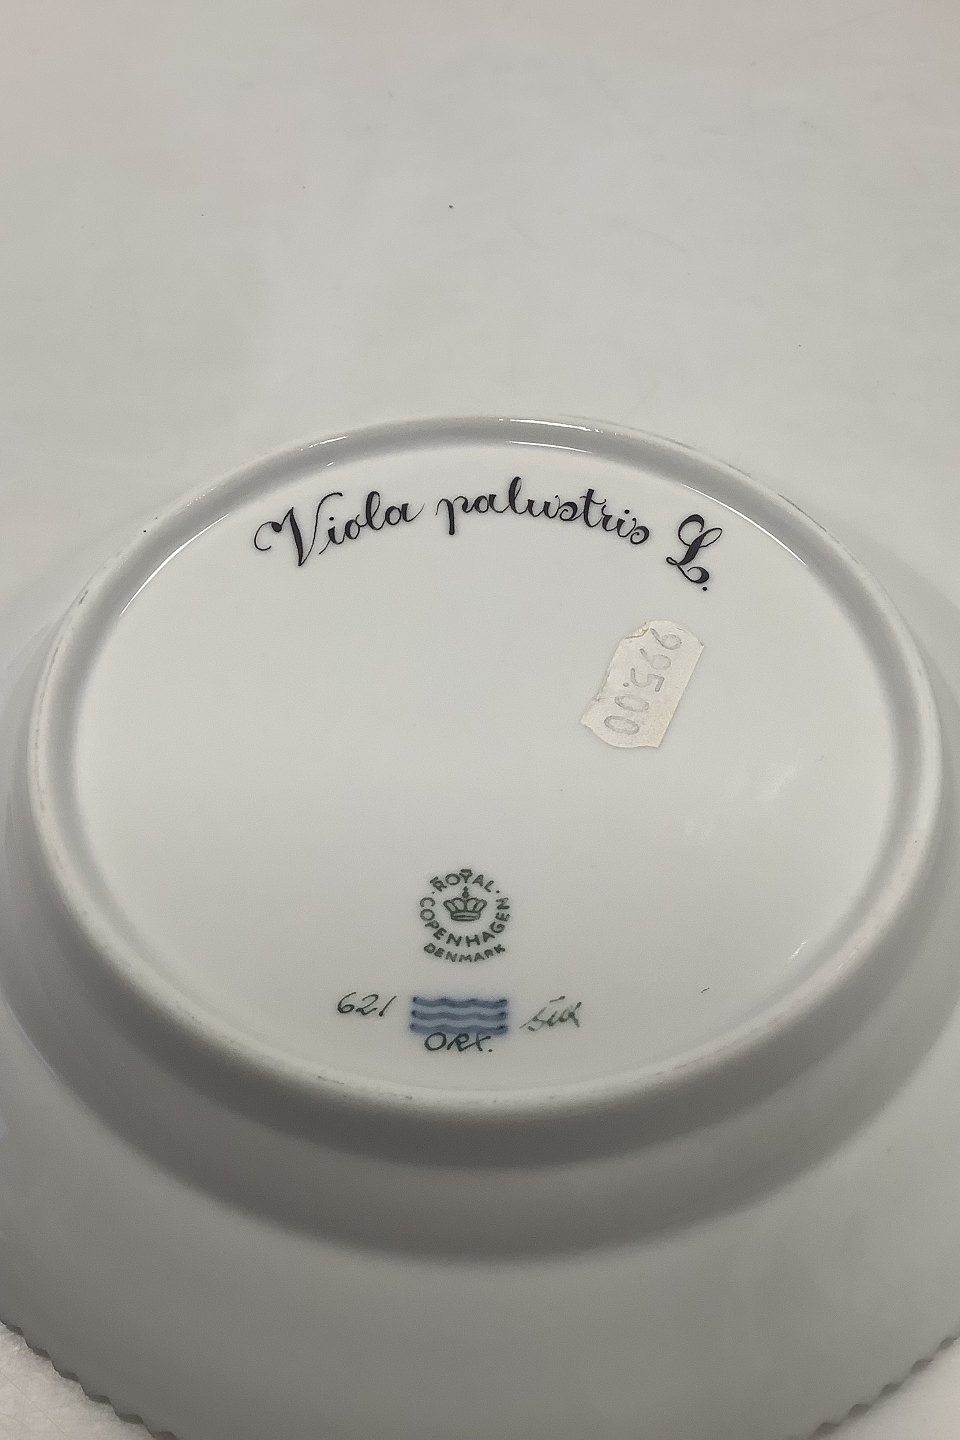 Viola palustris L.
995.00
ROYAL
COPENHAGEN
DENMARK
621
ORX.